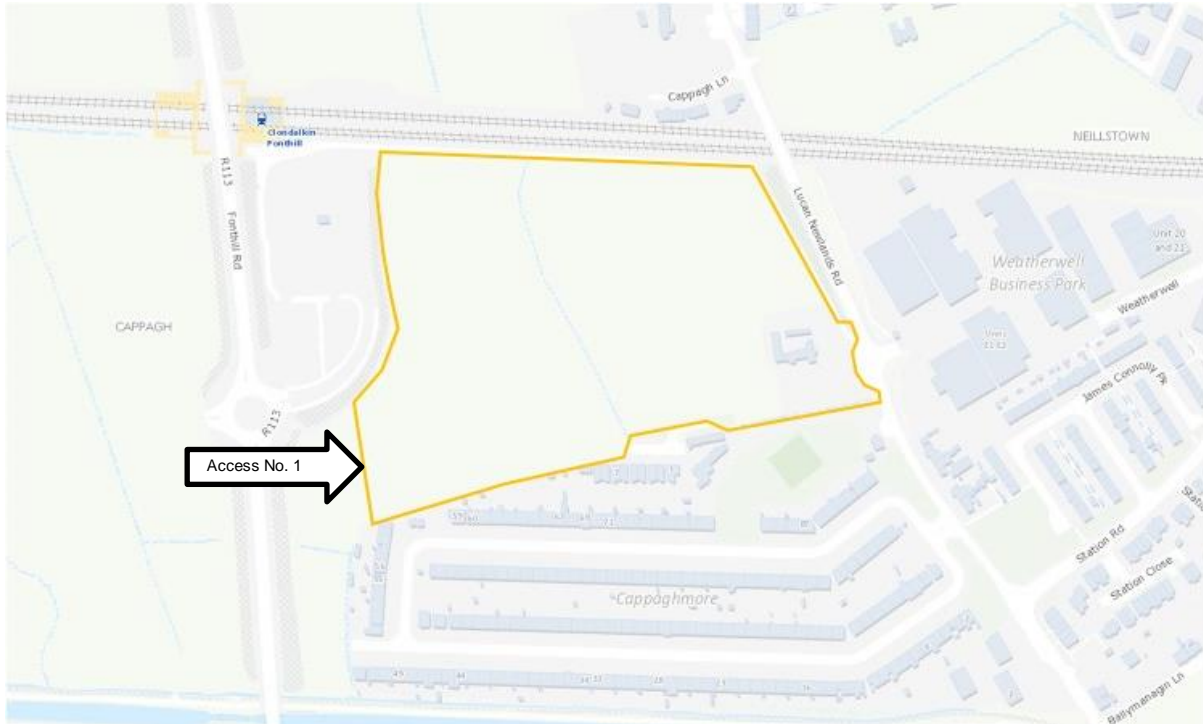 Cappagh Ln
Clondalkin
Fonthill
NEILLSTOWN
R113
Fonthill Rd
Lucan Newlands Rd
Unit 20
and 21
Weatherwell
Business Park
Weatherwell
CAPPAGH
James Connolly Pk
R113
Access No. 1
Station Rd
Station Close
Cappaghmore
Ballymanagin Ln